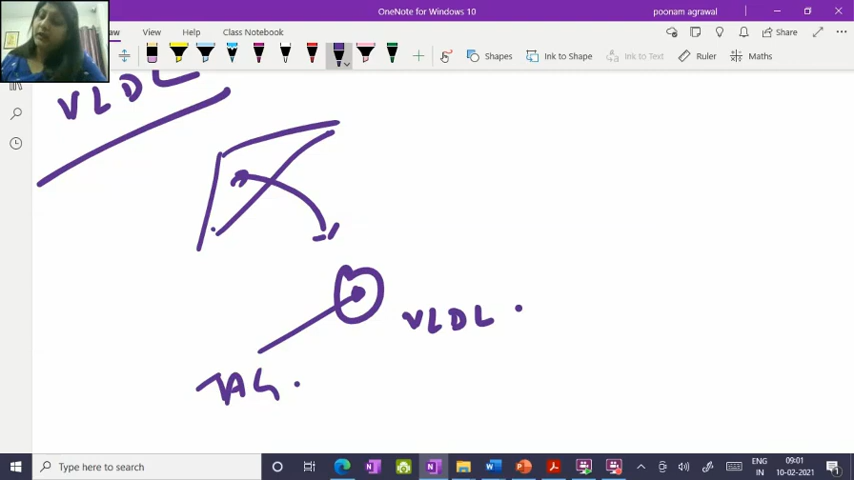 OneNote for Windows 10
poonam agrawal
View
Help
Class Notebook
Share
Shapes
Ink to Shape
Ink to Text
Ruler
Maths
VLDL
VLDL.
TAG.
Type here to search
ENG
IN
09:01
10-02-2021